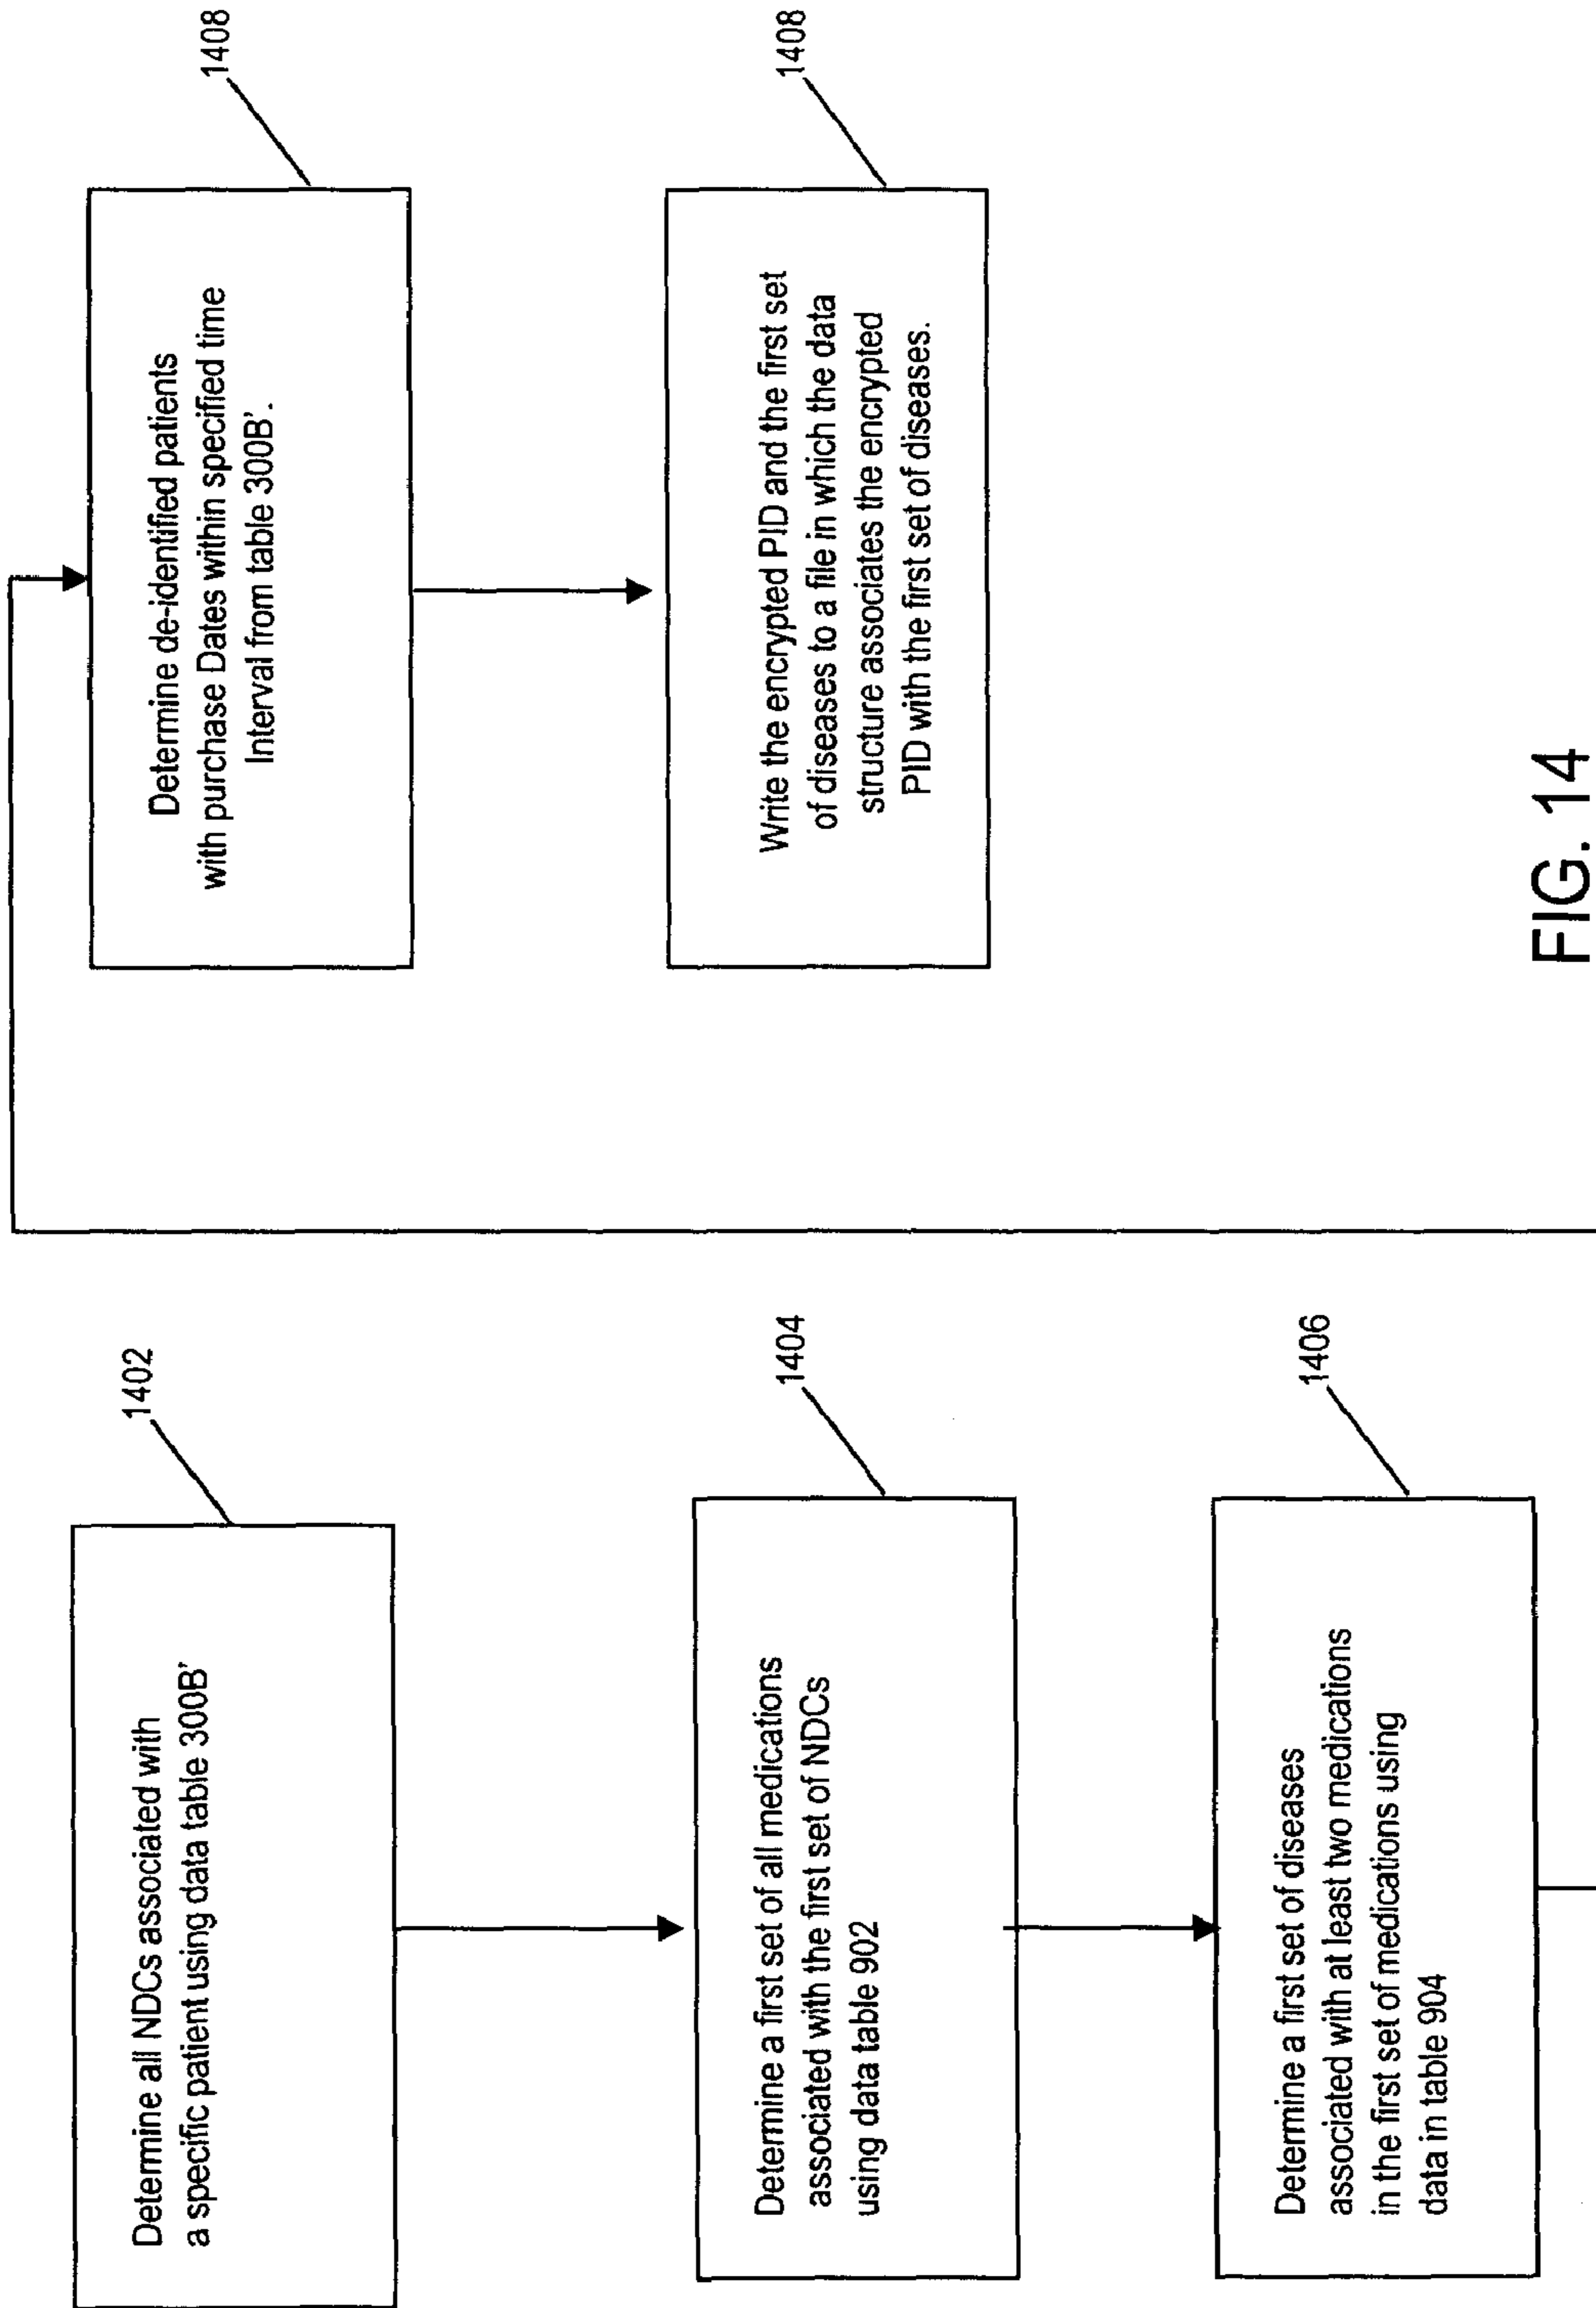 1402
Determine all NDCs associated with
a specific patient using data table 300B'
1404
Determine a first set of all medications
associated with the first set of NDCs
using data table 902
1406
Determine a first set of diseases
associated with at least two medications
in the first set of medications using
data in table 904
1408
Determine de-identified patients
with purchase Dates within specified time
Interval from table 300B'.
1408
Write the encrypted PID and the first set
of diseases to a file in which the data
structure associates the encrypted
PID with the first set of diseases.
FIG. 14